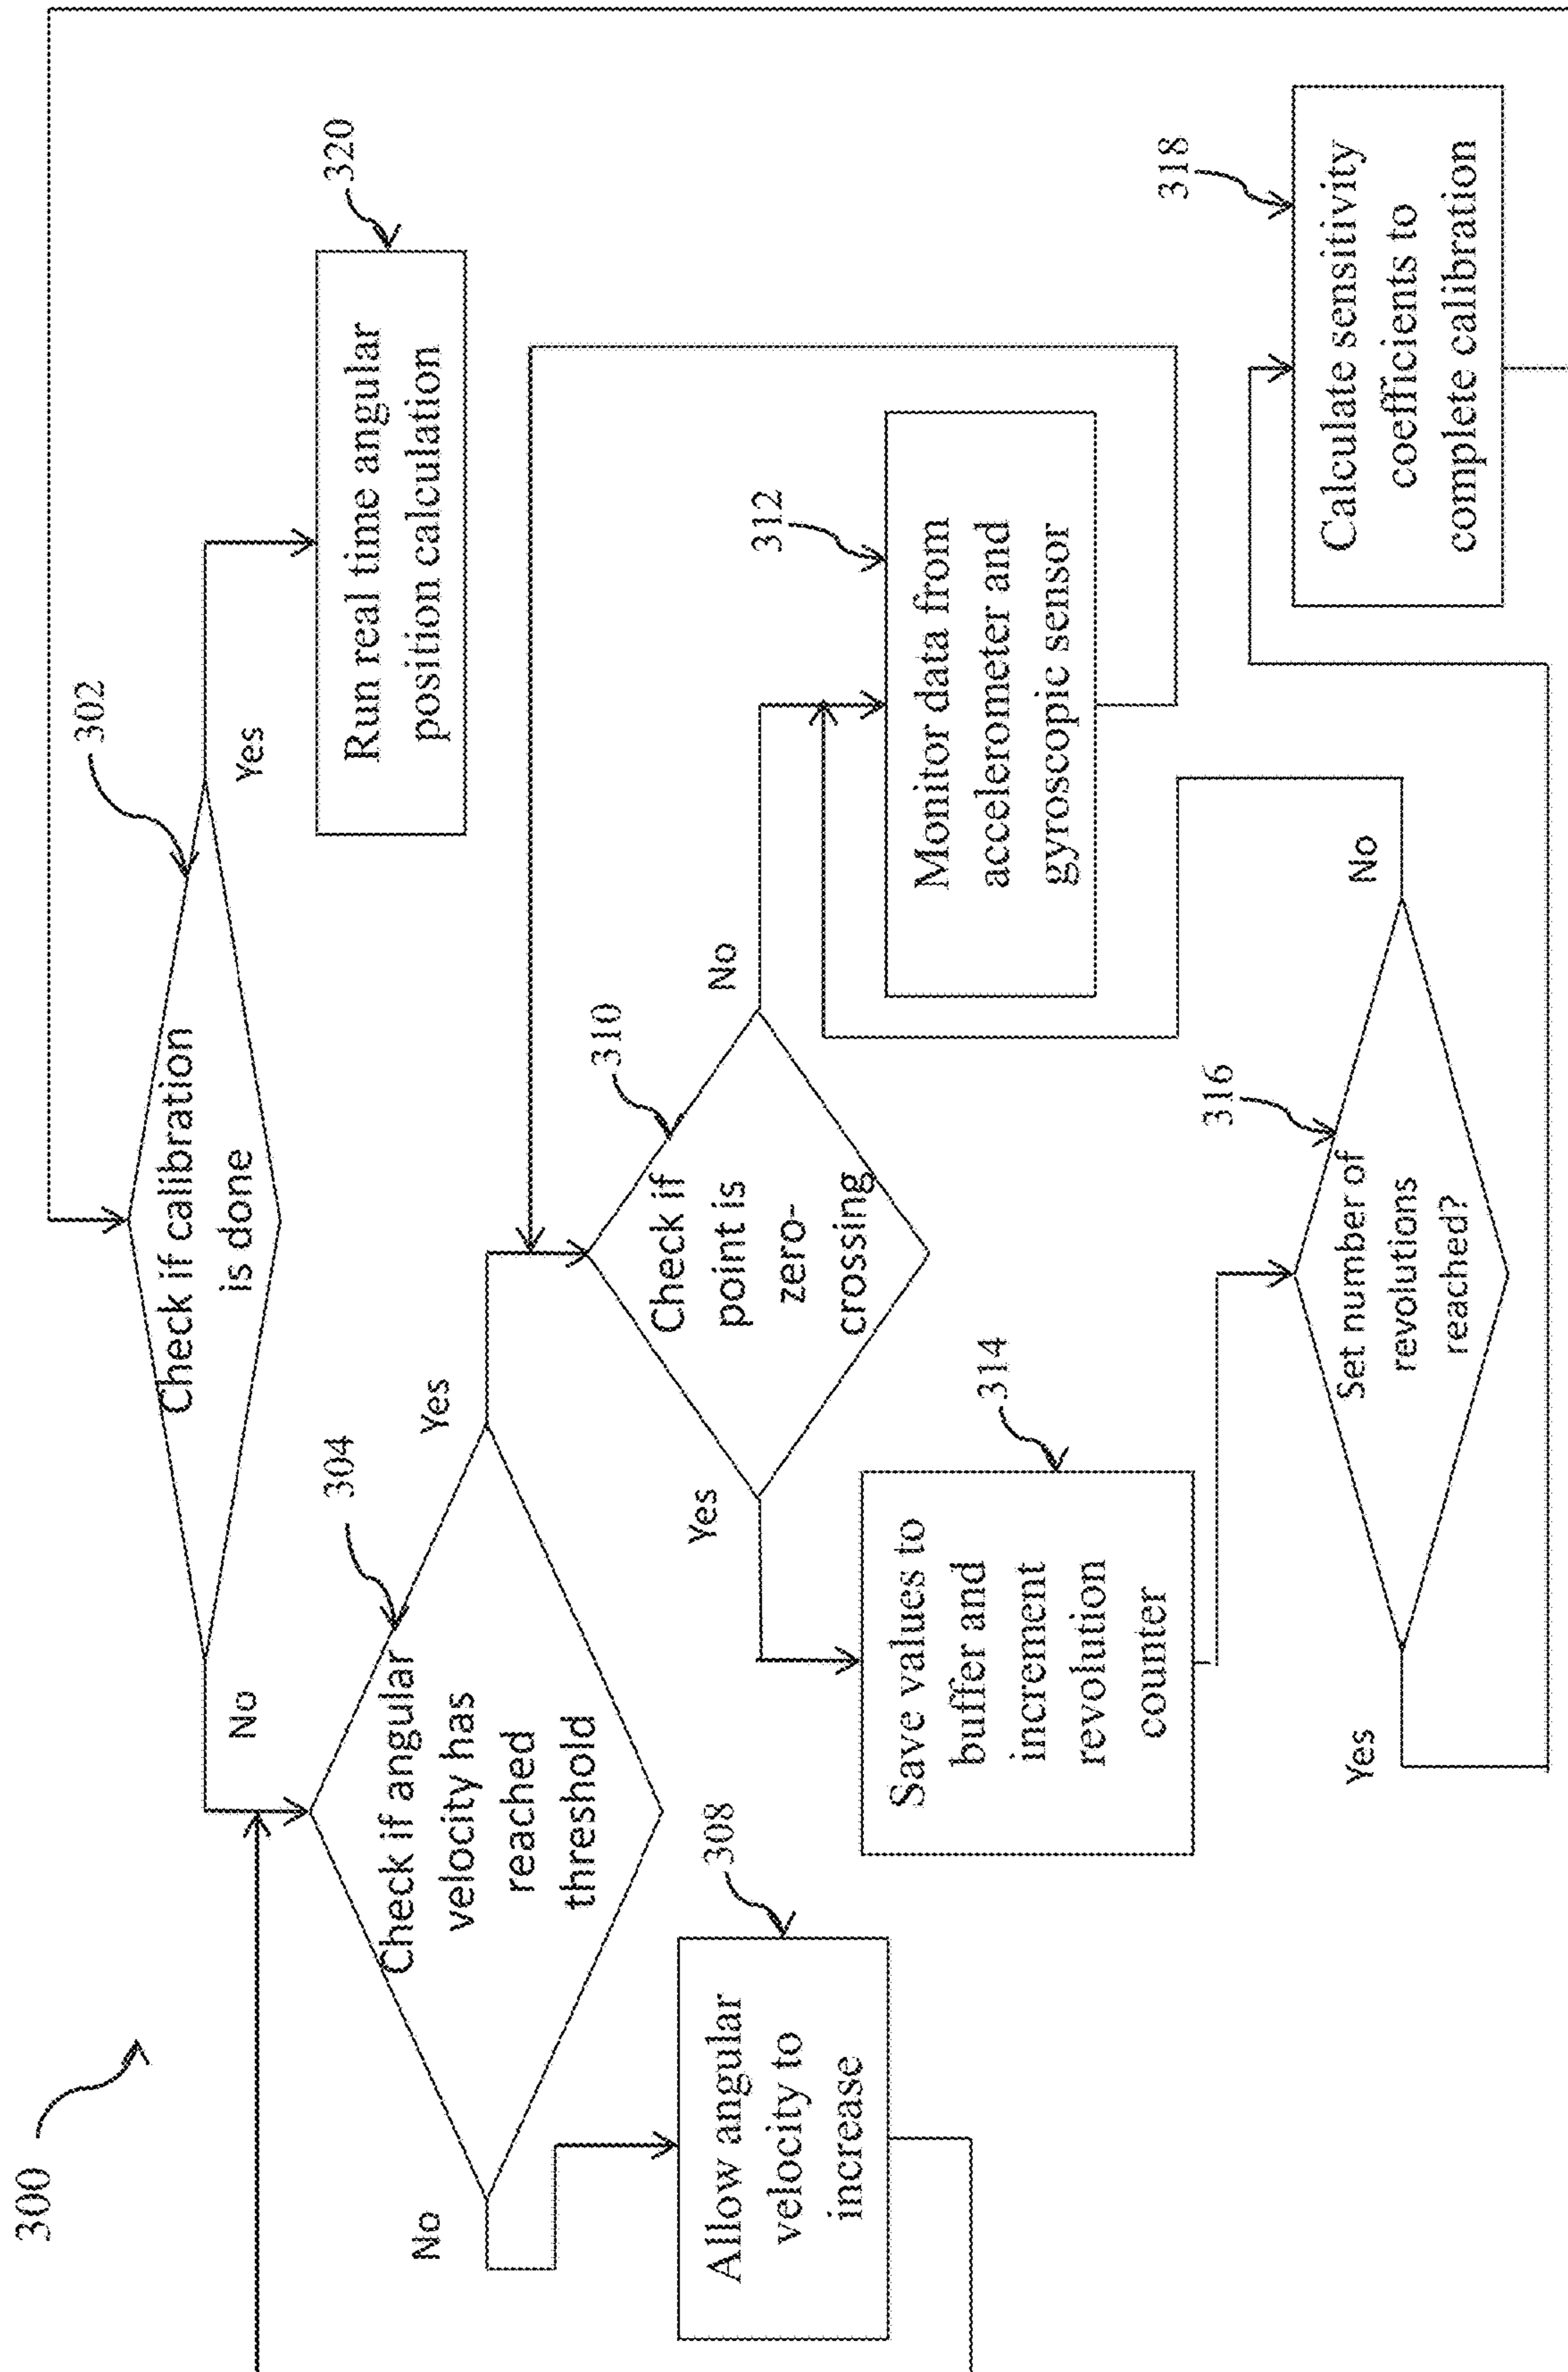 300
302
Check if calibration
is done
No
Yes
304
Check if angular
velocity has
reached
threshold
No
Yes
320
Run real time angular
position calculation
308
Allow angular
velocity to
increase
310
Check if
point is
zero-
crossing
Yes
No
312
Monitor data from
accelerometer and
gyroscopic sensor
314
Save values to
buffer and
increment
revolution
counter
316
Set number of
revolutions
reached?
Yes
No
318
Calculate sensitivity
coefficients to
complete calibration